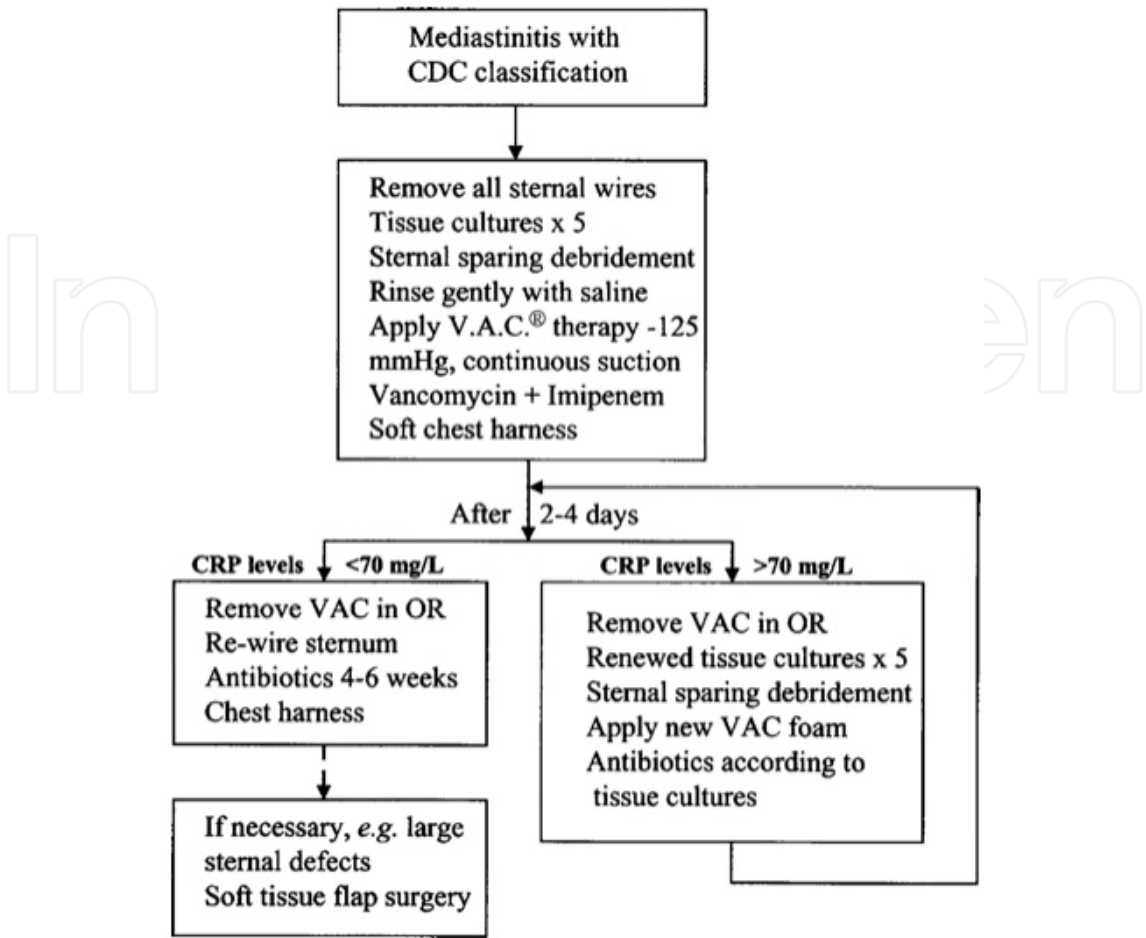 Mediastinitis with
CDC classification
Remove all sternal wires
Tissue cultures x 5
Sternal sparing debridement
Rinse gently with saline
Apply V.A.C.® therapy -125
mmHg, continuous suction
Vancomycin + Imipenem
Soft chest harness
After 2-4 days
CRP levels <70 mg/L
Remove VAC in OR
Re-wire sternum
Antibiotics 4-6 weeks
Chest harness
If necessary, e.g. large
sternal defects
Soft tissue flap surgery
CRP levels >70 mg/L
Remove VAC in OR
Renewed tissue cultures x 5
Sternal sparing debridement
Apply new VAC foam
Antibiotics according to
tissue cultures
In
en